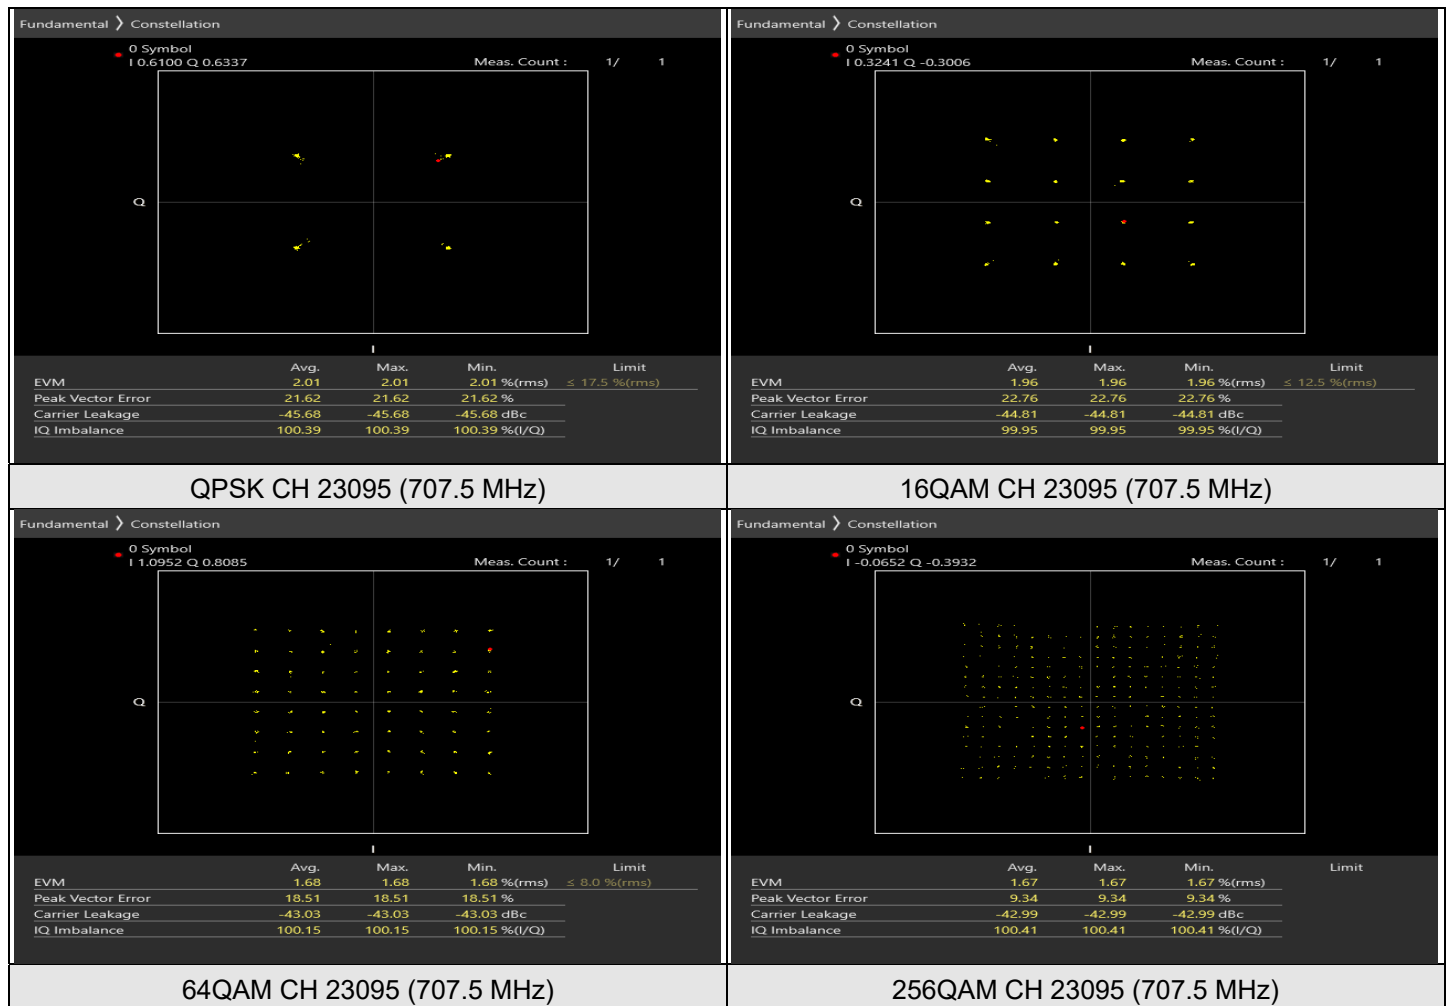 Fundamental ❯ Constellation
0 Symbol
I 0.6100 Q 0.6337 Meas. Count : 1/ 1
Q
I
Avg. Max. Min. Limit
EVM 2.01 2.01 2.01 %(rms) ≤ 17.5 %(rms)
Peak Vector Error 21.62 21.62 21.62 %
Carrier Leakage -45.68 -45.68 -45.68 dBc
IQ Imbalance 100.39 100.39 100.39 %(I/Q)
QPSK CH 23095 (707.5 MHz)
Fundamental ❯ Constellation
0 Symbol
I 0.3241 Q -0.3006 Meas. Count : 1/ 1
Q
I
Avg. Max. Min. Limit
EVM 1.96 1.96 1.96 %(rms) ≤ 12.5 %(rms)
Peak Vector Error 22.76 22.76 22.76 %
Carrier Leakage -44.81 -44.81 -44.81 dBc
IQ Imbalance 99.95 99.95 99.95 %(I/Q)
16QAM CH 23095 (707.5 MHz)
Fundamental ❯ Constellation
0 Symbol
I 1.0952 Q 0.8085 Meas. Count : 1/ 1
Q
I
Avg. Max. Min. Limit
EVM 1.68 1.68 1.68 %(rms) ≤ 8.0 %(rms)
Peak Vector Error 18.51 18.51 18.51 %
Carrier Leakage -43.03 -43.03 -43.03 dBc
IQ Imbalance 100.15 100.15 100.15 %(I/Q)
64QAM CH 23095 (707.5 MHz)
Fundamental ❯ Constellation
0 Symbol
I -0.0652 Q -0.3932 Meas. Count : 1/ 1
Q
I
Avg. Max. Min. Limit
EVM 1.67 1.67 1.67 %(rms)
Peak Vector Error 9.34 9.34 9.34 %
Carrier Leakage -42.99 -42.99 -42.99 dBc
IQ Imbalance 100.41 100.41 100.41 %(I/Q)
256QAM CH 23095 (707.5 MHz)